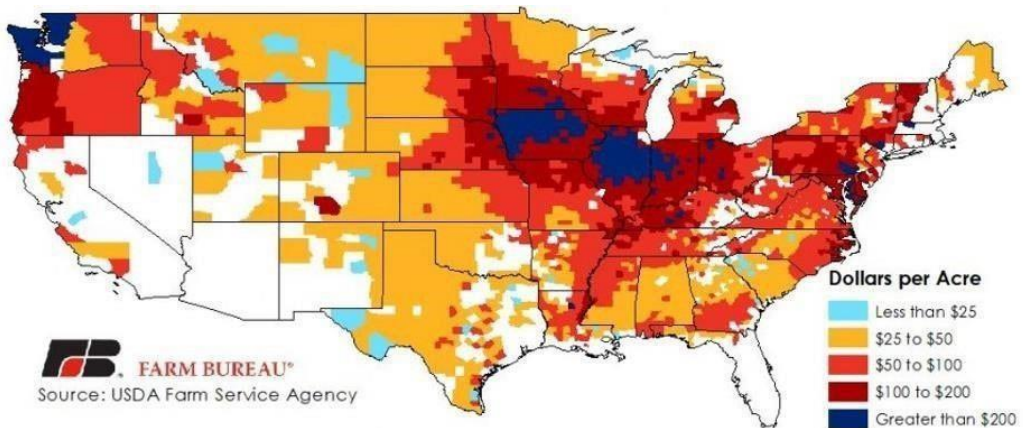 Dollars per Acre
Less than $25
$25 to $50
$50 to $100
$100 to $200
Greater than $200
FB. FARM BUREAU®
Source: USDA Farm Service Agency